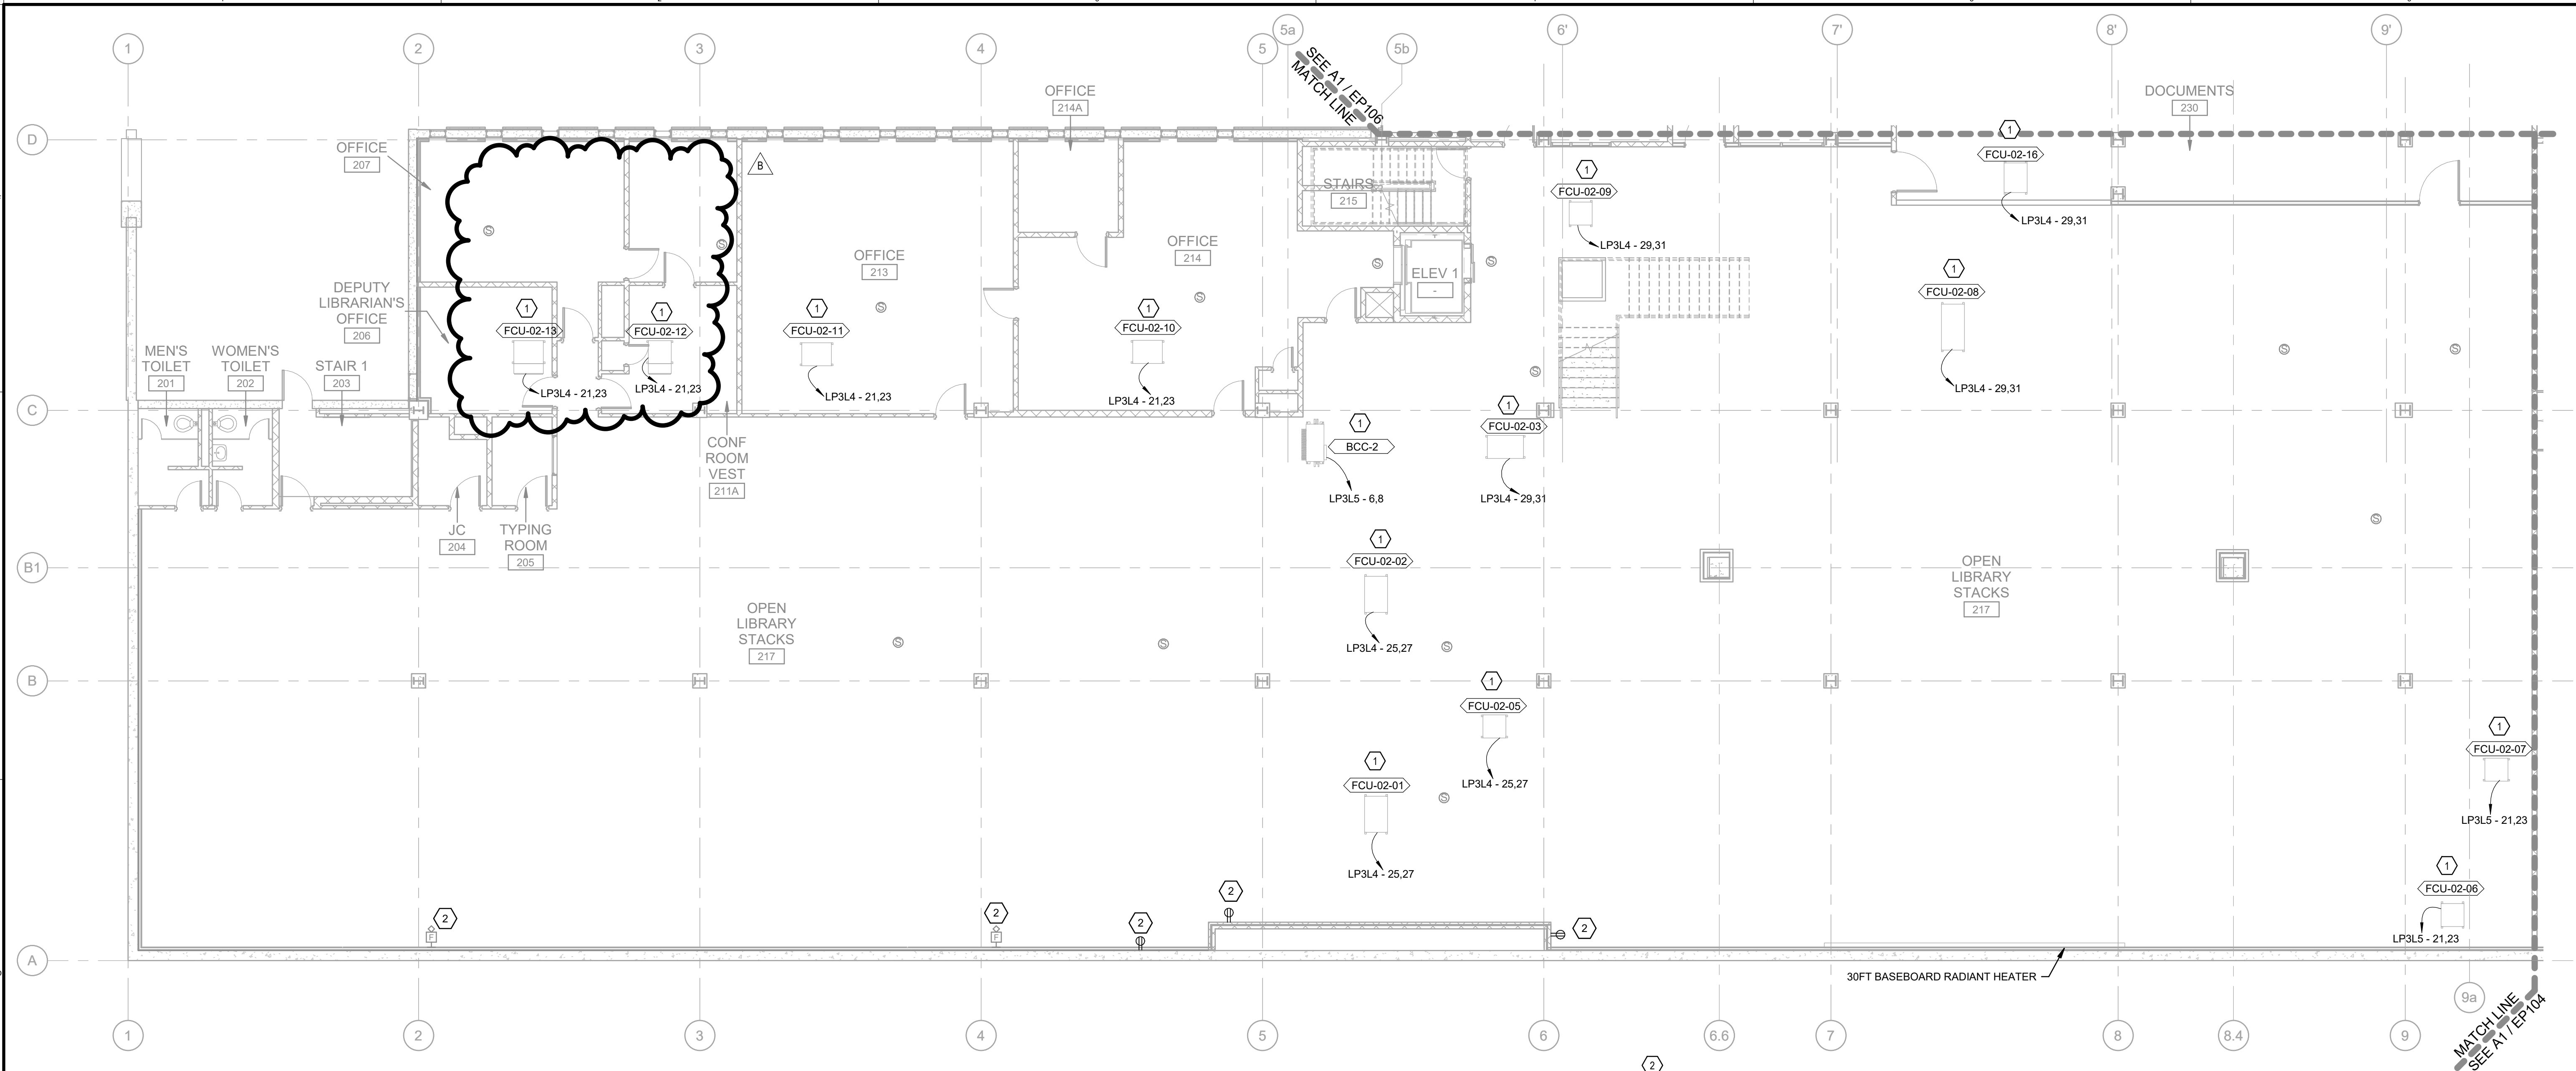 1
2
3
4
5
5a
5b
6'
7'
8'
9'
SEE A1 / EP106
MATCH LINE
DOCUMENTS
230
OFFICE
214A
D
OFFICE
207
B
1
FCU-02-16
LP3L4 - 29,31
1
FCU-02-09
LP3L4 - 29,31
STAIRS
215
OFFICE
213
OFFICE
214
ELEV 1
-
1
FCU-02-08
LP3L4 - 29,31
DEPUTY
LIBRARIAN'S
OFFICE
206
1
FCU-02-13
LP3L4 - 21,23
1
FCU-02-12
LP3L4 - 21,23
1
FCU-02-11
LP3L4 - 21,23
1
FCU-02-10
LP3L4 - 21,23
MEN'S
TOILET
201
WOMEN'S
TOILET
202
STAIR 1
203
S
S
S
S
S
S
S
S
S
S
C
CONF
ROOM
VEST
211A
1
BCC-2
LP3L5 - 6,8
1
FCU-02-03
LP3L4 - 29,31
JC
204
TYPING
ROOM
205
B1
1
FCU-02-02
LP3L4 - 25,27
OPEN
LIBRARY
STACKS
217
OPEN
LIBRARY
STACKS
217
S
S
S
B
1
FCU-02-05
LP3L4 - 25,27
1
FCU-02-07
LP3L5 - 21,23
1
FCU-02-01
LP3L4 - 25,27
S
1
FCU-02-06
LP3L5 - 21,23
2
F
2
F
2
2
2
A
30FT BASEBOARD RADIANT HEATER
9a
MATCH LINE
SEE A1 / EP104
1
2
3
4
5
6
6.6
7
8
8.4
9
2